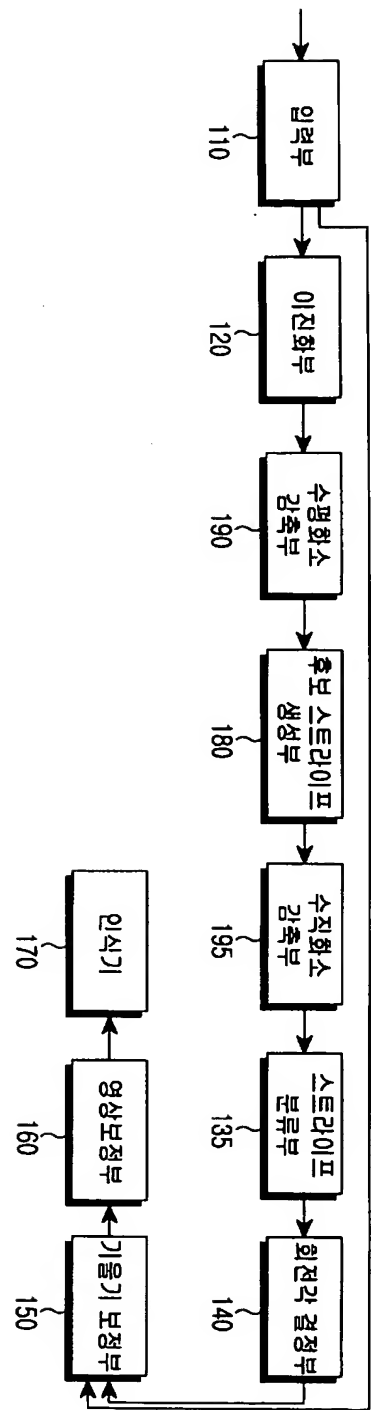 입력부
110
이진화부
120
수평화소
감축부
190
후보 스트라이프
생성부
180
수직화소
감축부
195
스트라이프
분류부
135
회전각 결정부
140
기울기 보정부
150
영상보정부
160
인식기
170